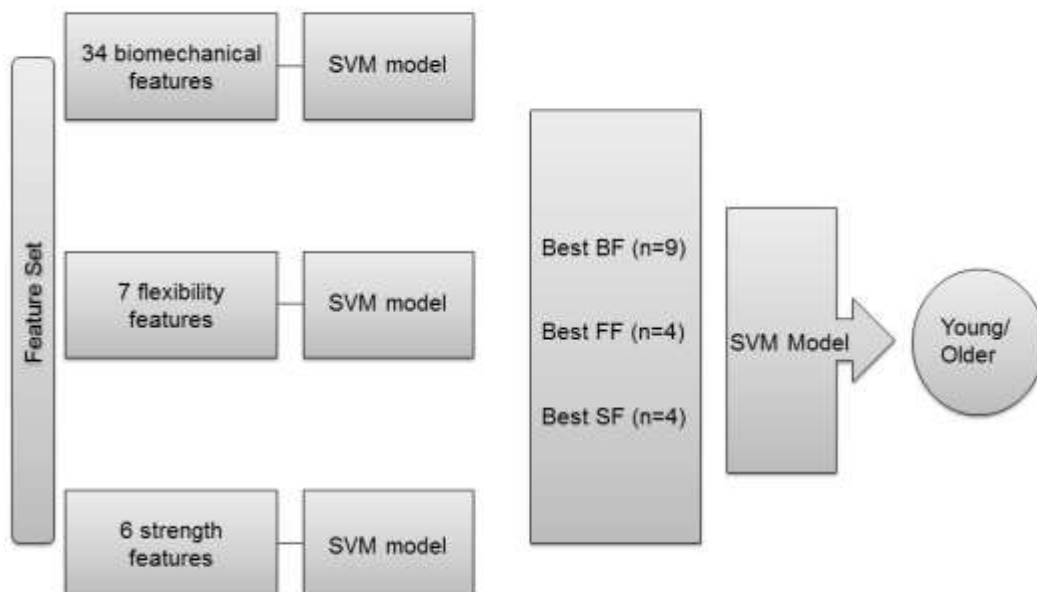 Feature Set
34 biomechanical
features
SVM model
7 flexibility
features
SVM model
6 strength
features
SVM model
Best BF (n=9)
Best FF (n=4)
Best SF (n=4)
SVM Model
Young/
Older